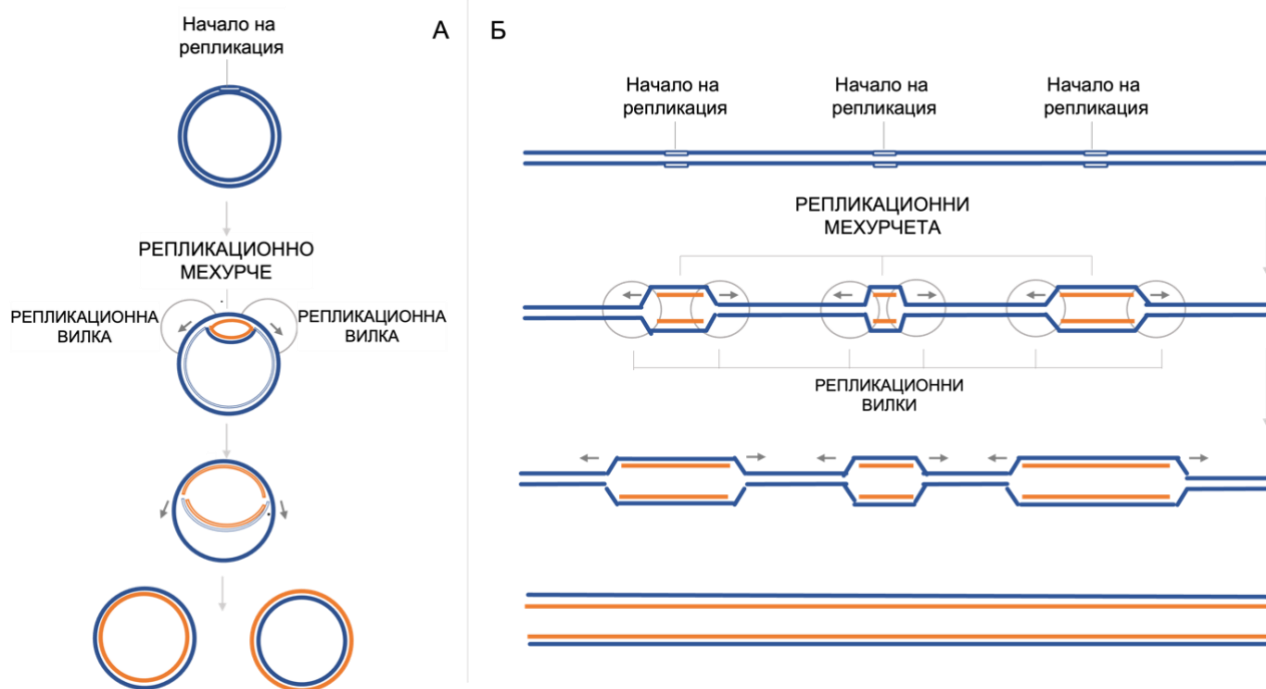 Начало на
репликация
А
РЕПЛИКАЦИОННО
МЕХУРЧЕ
РЕПЛИКАЦИОННА
ВИЛКА
РЕПЛИКАЦИОННА
ВИЛКА
Б
Начало на
репликация
Начало на
репликация
Начало на
репликация
РЕПЛИКАЦИОННИ
МЕХУРЧЕТА
РЕПЛИКАЦИОННИ
ВИЛКИ